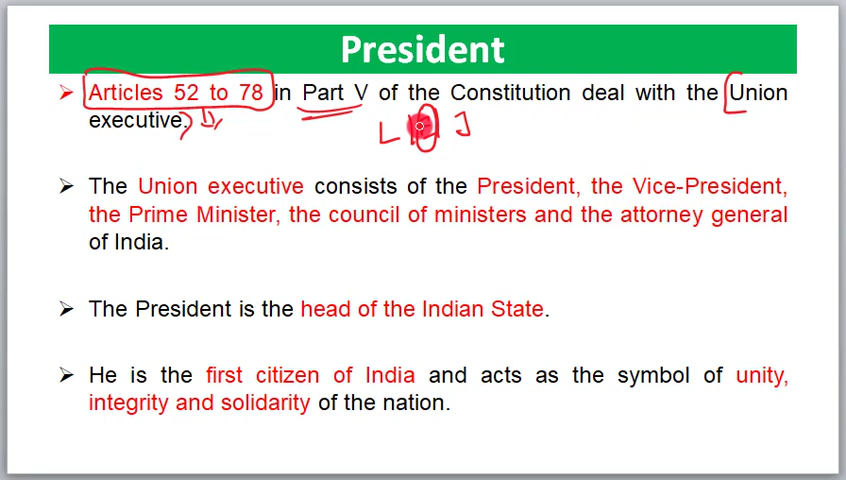 President
➢ Articles 52 to 78 in Part V of the Constitution deal with the Union
executive.
L E J
➢ The Union executive consists of the President, the Vice-President,
the Prime Minister, the council of ministers and the attorney general
of India.
➢ The President is the head of the Indian State.
➢ He is the first citizen of India and acts as the symbol of unity,
integrity and solidarity of the nation.